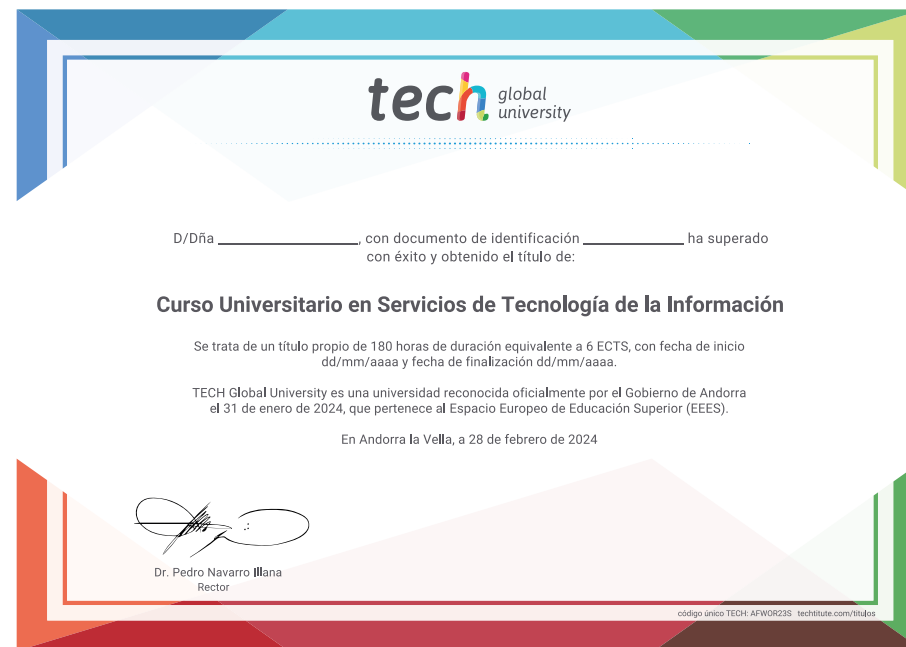 tech global university
D/Dña ____________________, con documento de identificación ______________ ha superado
con éxito y obtenido el título de:
Curso Universitario en Servicios de Tecnología de la Información
Se trata de un título propio de 180 horas de duración equivalente a 6 ECTS, con fecha de inicio
dd/mm/aaaa y fecha de finalización dd/mm/aaaa.
TECH Global University es una universidad reconocida oficialmente por el Gobierno de Andorra
el 31 de enero de 2024, que pertenece al Espacio Europeo de Educación Superior (EEES).
En Andorra la Vella, a 28 de febrero de 2024
Dr. Pedro Navarro Illana
Rector
código único TECH: AFWOR23S techtitute.com/titulos